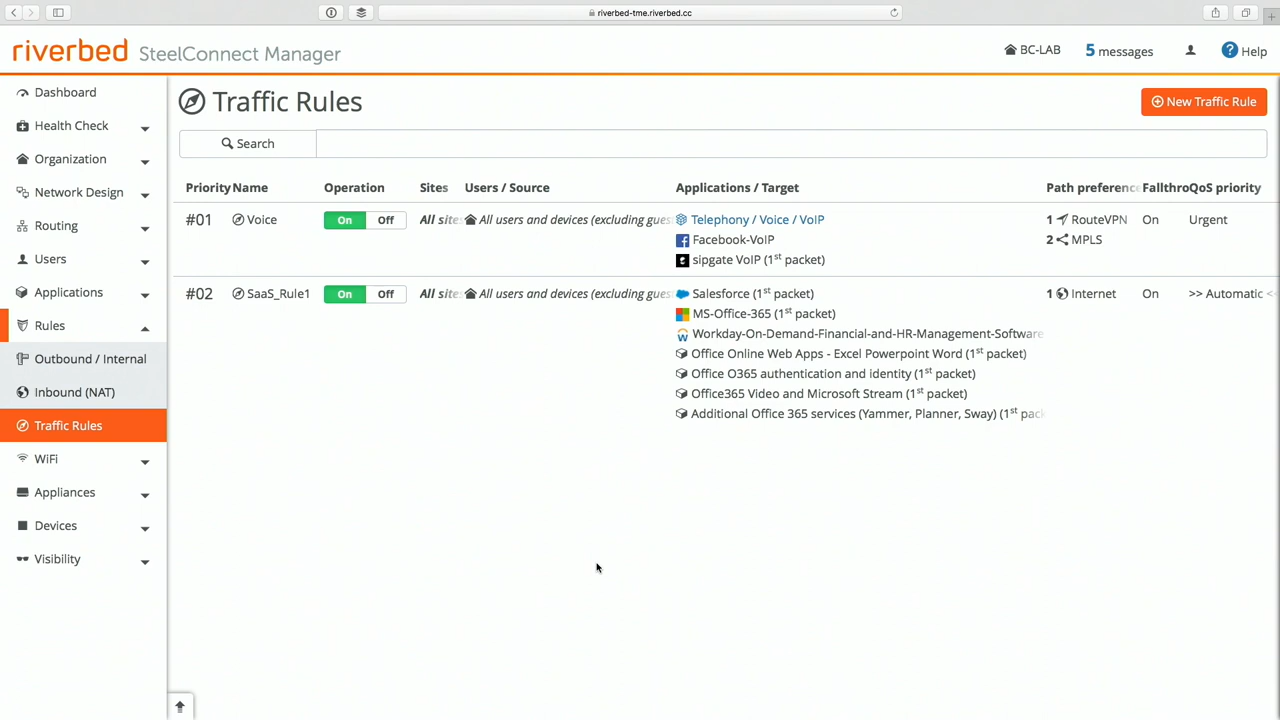 riverbed-tme.riverbed.cc
riverbed SteelConnect Manager
BC-LAB
5 messages
Help
Dashboard
Health Check
Organization
Network Design
Routing
Users
Applications
Rules
Outbound / Internal
Inbound (NAT)
Traffic Rules
WiFi
Appliances
Devices
Visibility
Traffic Rules
New Traffic Rule
Search
Priority Name Operation Sites Users / Source Applications / Target Path preference Fallthro QoS priority
#01 Voice On Off All sites All users and devices (excluding gues Telephony / Voice / VoIP 1 RouteVPN On Urgent
Facebook-VoIP 2 MPLS
sipgate VoIP (1st packet)
#02 SaaS_Rule1 On Off All sites All users and devices (excluding gues Salesforce (1st packet) 1 Internet On >> Automatic <
MS-Office-365 (1st packet)
Workday-On-Demand-Financial-and-HR-Management-Software
Office Online Web Apps - Excel Powerpoint Word (1st packet)
Office O365 authentication and identity (1st packet)
Office365 Video and Microsoft Stream (1st packet)
Additional Office 365 services (Yammer, Planner, Sway) (1st pack